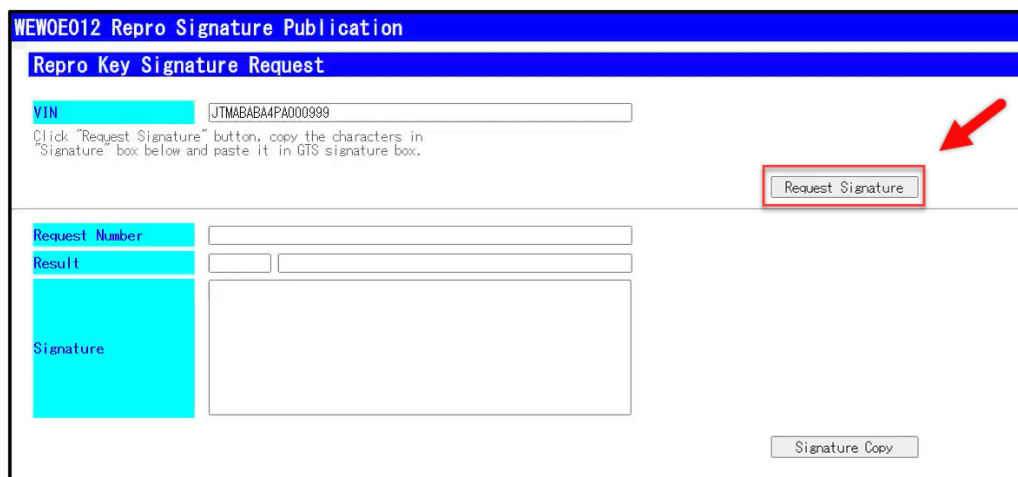 WEWOE012 Repro Signature Publication
Repro Key Signature Request
VIN JTMABABA4PA000999
Click "Request Signature" button, copy the characters in
"Signature" box below and paste it in GTS signature box.
Request Signature
Request Number
Result
Signature
Signature Copy